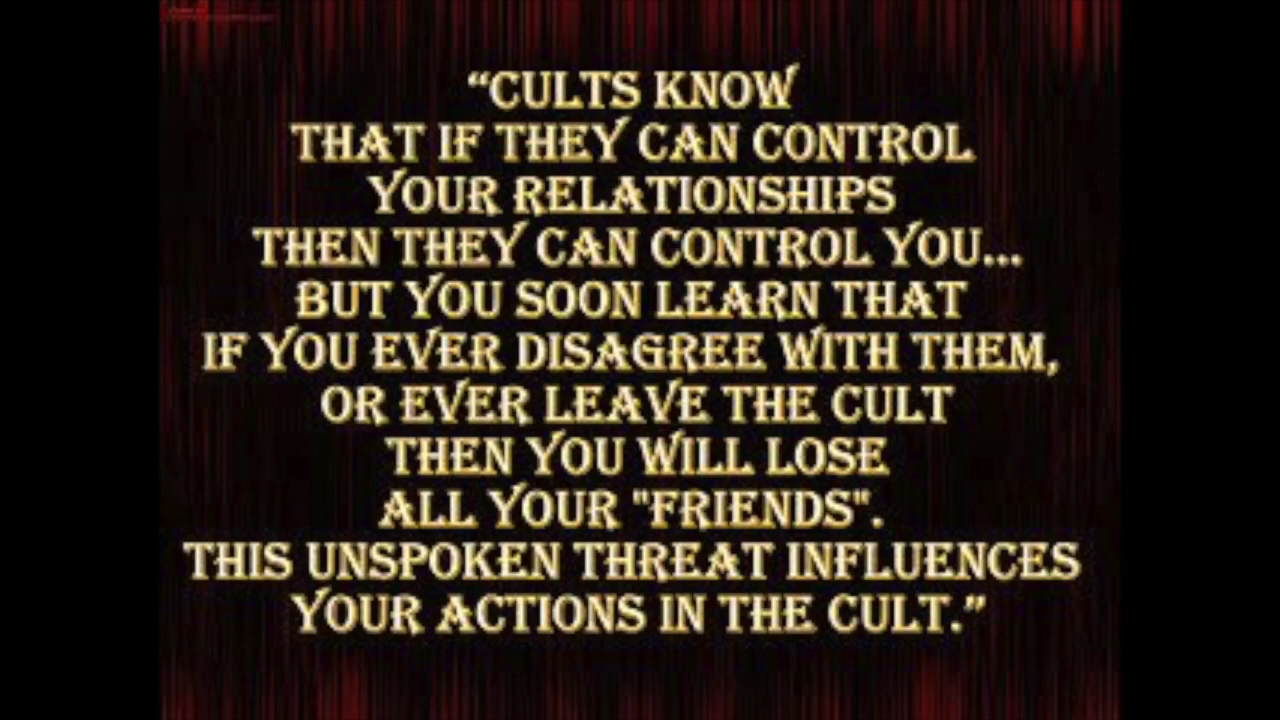 “CULTS KNOW
THAT IF THEY CAN CONTROL
YOUR RELATIONSHIPS
THEN THEY CAN CONTROL YOU...
BUT YOU SOON LEARN THAT
IF YOU EVER DISAGREE WITH THEM,
OR EVER LEAVE THE CULT
THEN YOU WILL LOSE
ALL YOUR "FRIENDS".
THIS UNSPOKEN THREAT INFLUENCES
YOUR ACTIONS IN THE CULT.”